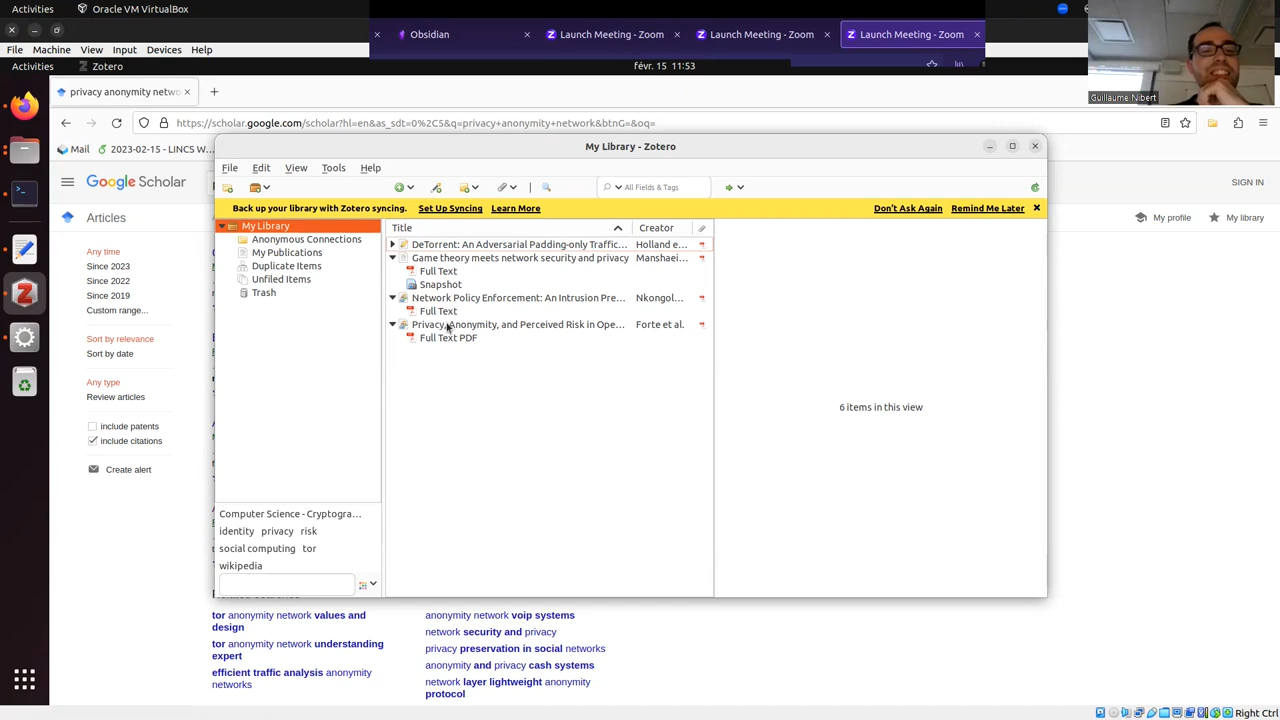 Activities
Oracle VM VirtualBox
File Machine View Input Devices Help
Obsidian
Launch Meeting - Zoom
Launch Meeting - Zoom
Launch Meeting - Zoom
Activities
Zotero
févr. 15 11:53
Guillaume Nibert
privacy anonymity netwo
https://scholar.google.com/scholar?hl=en&as_sdt=0%2C5&q=privacy+anonymity+network&btnG=&oq=
Mail
2023-02-15 - LINCS W…
Google Scholar
SIGN IN
Articles
My profile
My library
Any time
Since 2023
Since 2022
Since 2019
Custom range...
Sort by relevance
Sort by date
Any type
Review articles
include patents
include citations
Create alert
My Library - Zotero
File Edit View Tools Help
All Fields & Tags
Back up your library with Zotero syncing. Set Up Syncing Learn More
Don't Ask Again Remind Me Later
My Library
Anonymous Connections
My Publications
Duplicate Items
Unfiled Items
Trash
Title
Creator
DeTorrent: An Adversarial Padding-only Traffic… Holland e…
Game theory meets network security and privacy Manshaei…
Full Text
Snapshot
Network Policy Enforcement: An Intrusion Pre… Nkongol…
Full Text
Privacy, Anonymity, and Perceived Risk in Ope… Forte et al.
Full Text PDF
6 items in this view
Computer Science - Cryptogra…
identity privacy risk
social computing tor
wikipedia
tor anonymity network values and
design
tor anonymity network understanding
expert
efficient traffic analysis anonymity
networks
anonymity network voip systems
network security and privacy
privacy preservation in social networks
anonymity and privacy cash systems
network layer lightweight anonymity
protocol
Right Ctrl